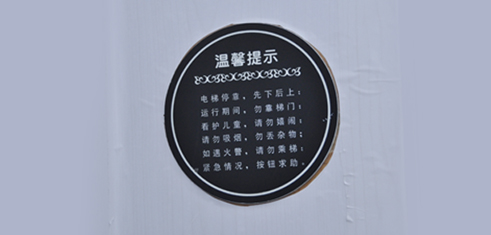 温馨提示
电梯停急，先下后上；
运行期间，勿靠梯门；
看护儿童，请勿嬉闹；
请勿吸烟，勿丢杂物；
如遇火警，请勿乘梯；
紧急情况，按钮求助。